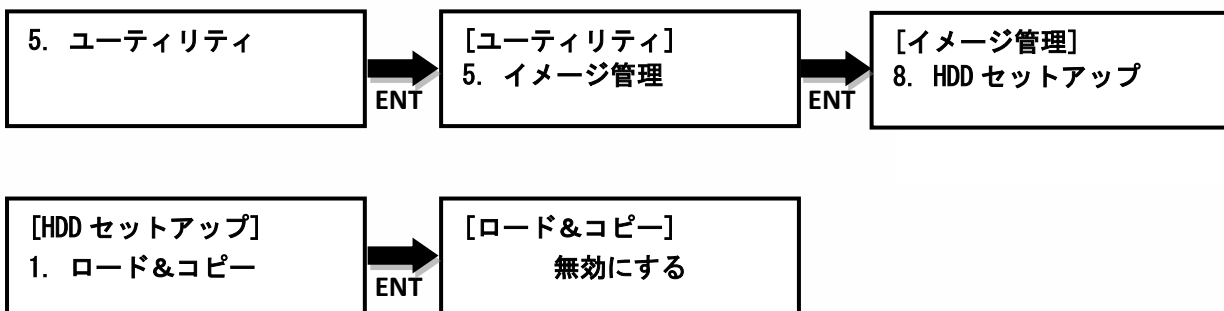 5. ユーティリティ
ENT
[ユーティリティ]
5. イメージ管理
ENT
[イメージ管理]
8. HDD セットアップ
[HDD セットアップ]
1. ロード&コピー
ENT
[ロード&コピー]
無効にする